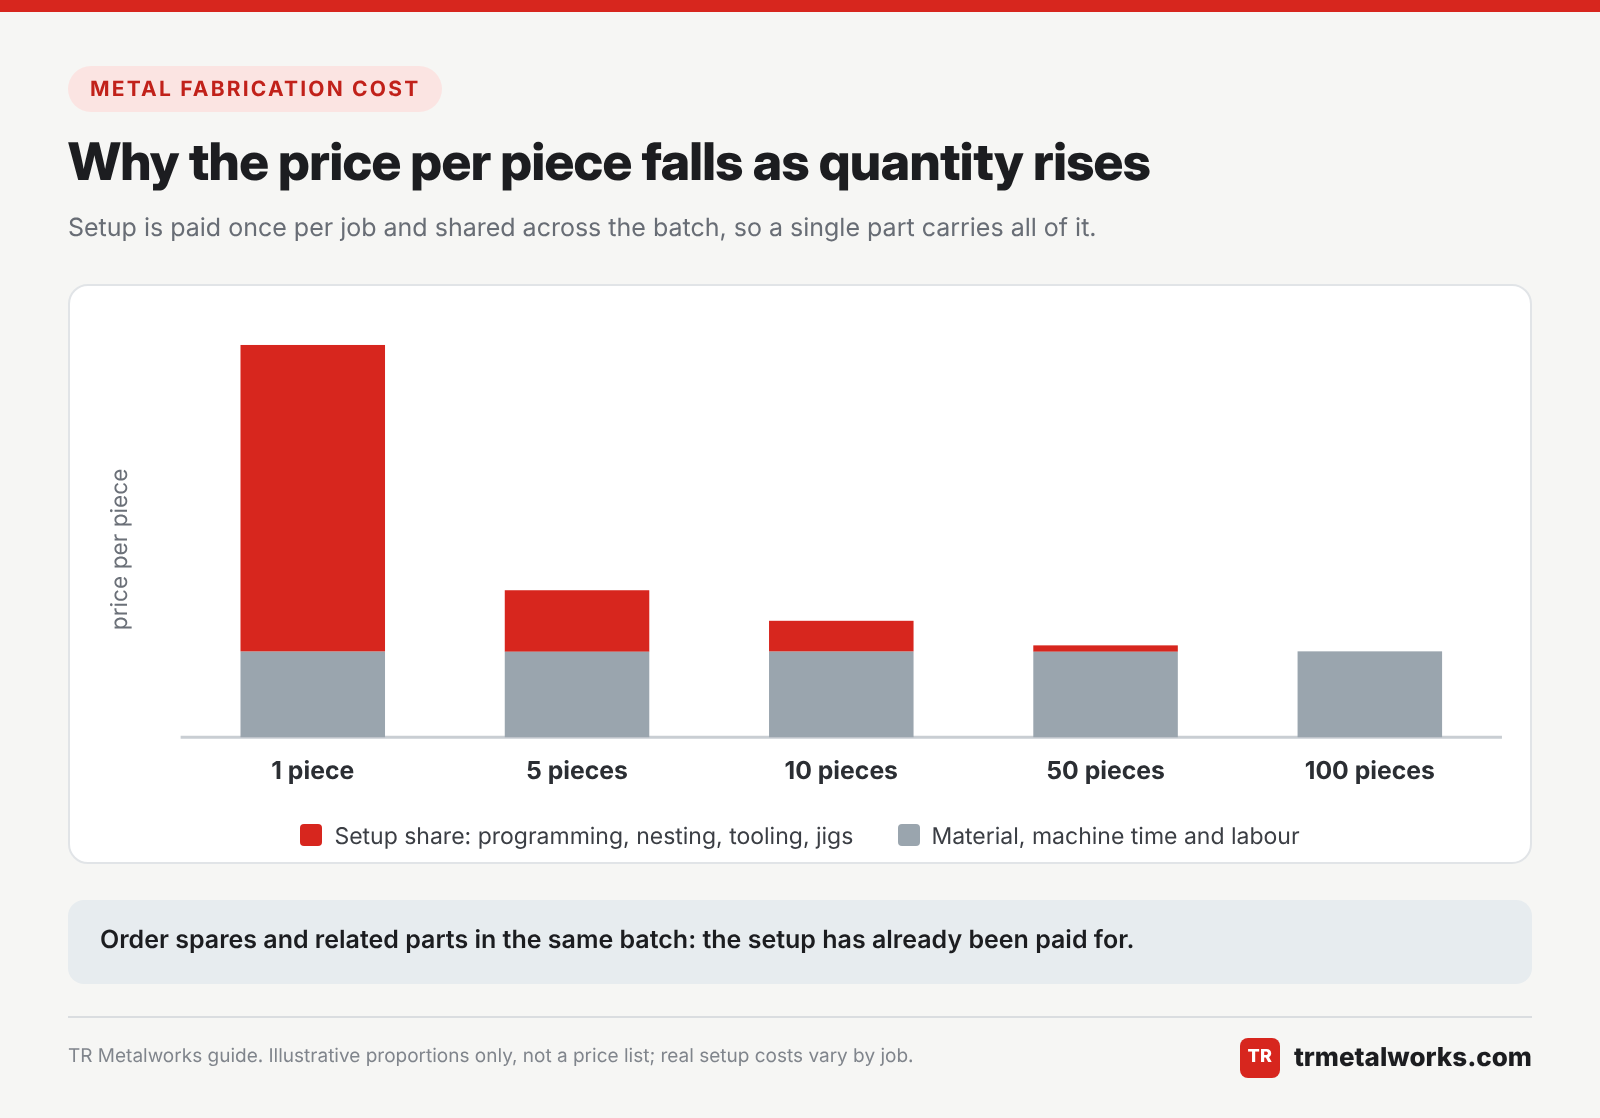 METAL FABRICATION COST
Why the price per piece falls as quantity rises
Setup is paid once per job and shared across the batch, so a single part carries all of it.
price per piece
1 piece
5 pieces
10 pieces
50 pieces
100 pieces
Setup share: programming, nesting, tooling, jigs
Material, machine time and labour
Order spares and related parts in the same batch: the setup has already been paid for.
TR Metalworks guide. Illustrative proportions only, not a price list; real setup costs vary by job.
TR trmetalworks.com